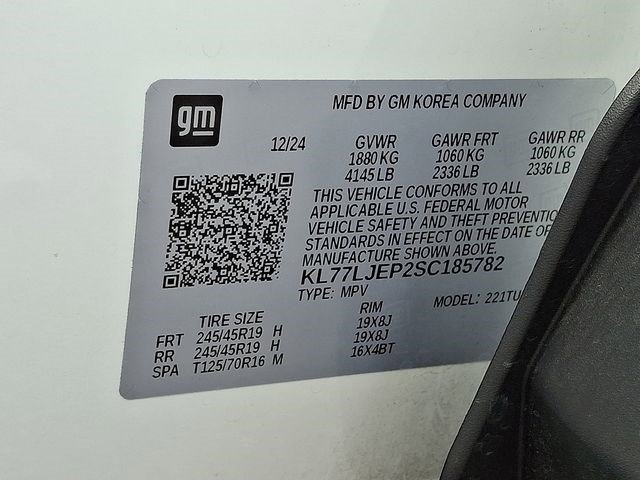 gm
MFD BY GM KOREA COMPANY
12/24 GVWR GAWR FRT GAWR RR
1880 KG 1060 KG 1060 KG
4145 LB 2336 LB 2336 LB
THIS VEHICLE CONFORMS TO ALL
APPLICABLE U.S. FEDERAL MOTOR
VEHICLE SAFETY AND THEFT PREVENTIO
STANDARDS IN EFFECT ON THE DATE OF
MANUFACTURE SHOWN ABOVE.
KL77LJEP2SC185782
TYPE: MPV MODEL: 221TU
TIRE SIZE RIM
FRT 245/45R19 H 19X8J
RR 245/45R19 H 19X8J
SPA T125/70R16 M 16X4BT